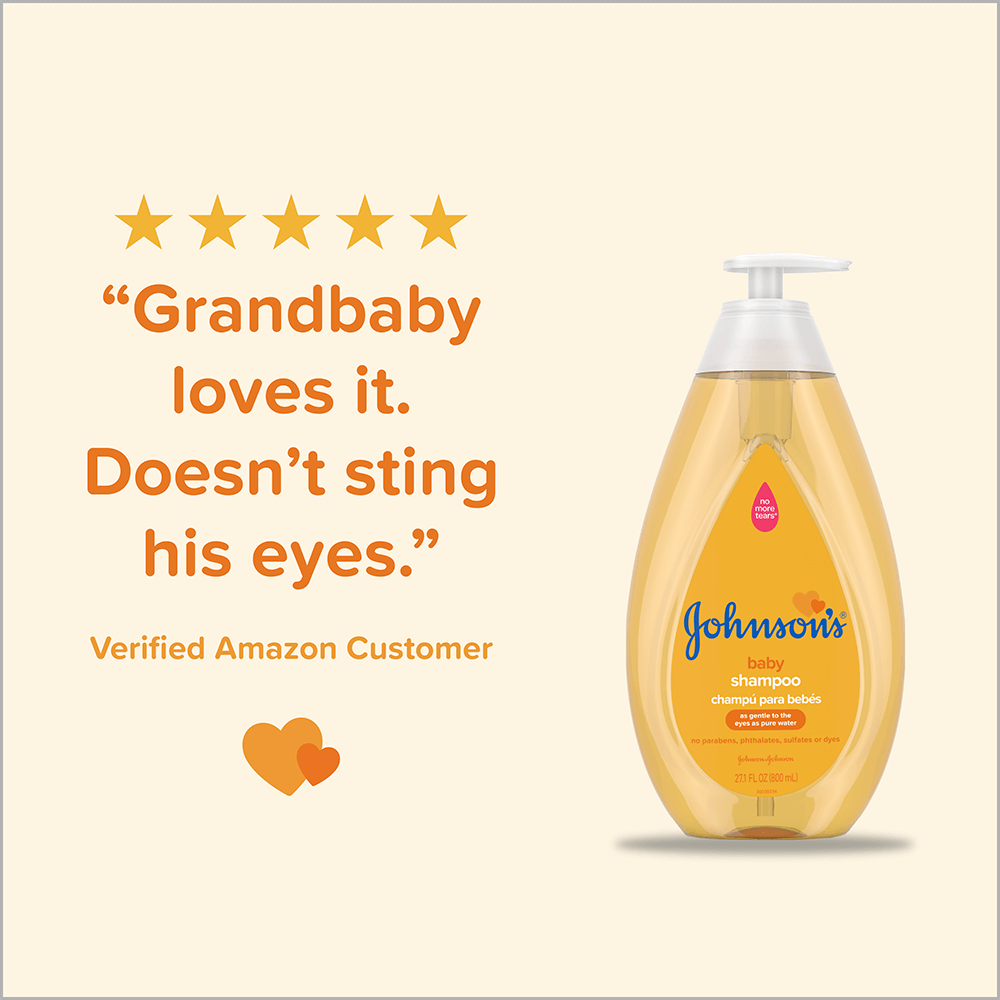 “Grandbaby
loves it.
Doesn’t sting
his eyes.”
Verified Amazon Customer
no
more
tears*
Johnson's®
baby
shampoo
champú para bebés
as gentle to the
eyes as pure water
no parabens, phthalates, sulfates or dyes
Johnson & Johnson
27.1 FL OZ (800 mL)